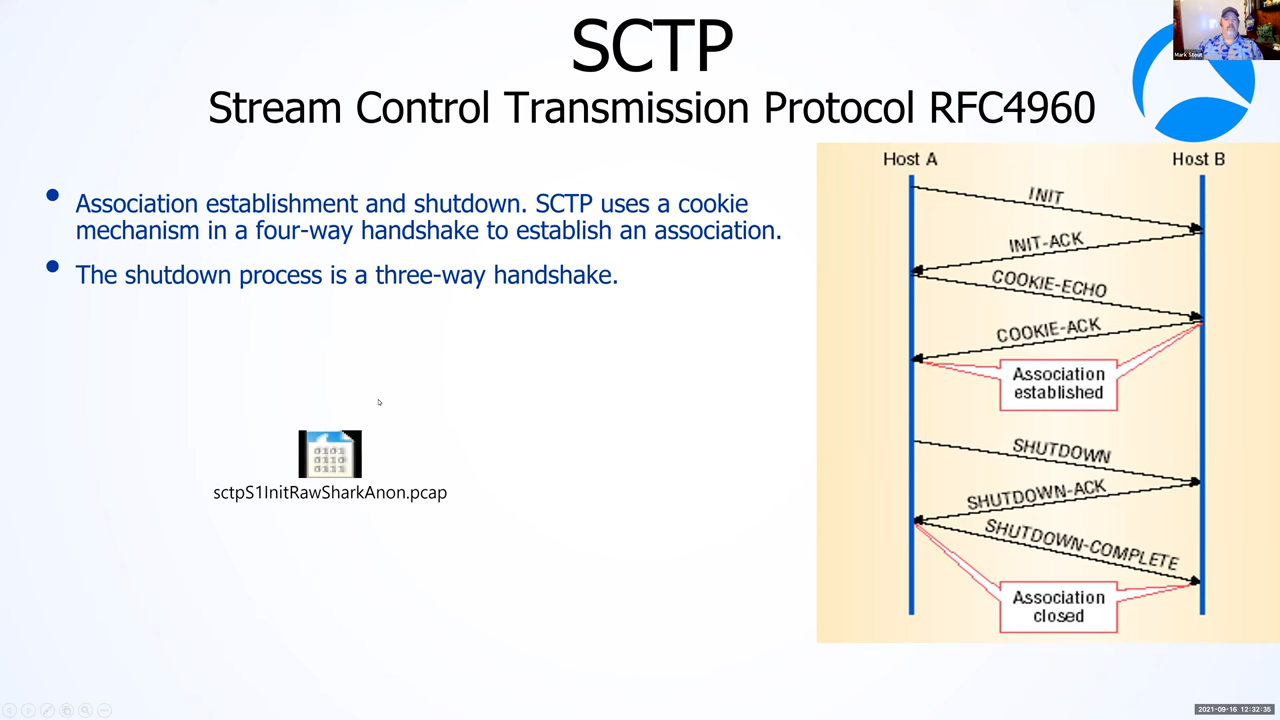 SCTP
Stream Control Transmission Protocol RFC4960
Mark Stout
• Association establishment and shutdown. SCTP uses a cookie
mechanism in a four-way handshake to establish an association.
• The shutdown process is a three-way handshake.
sctpS1InitRawSharkAnon.pcap
Host A
Host B
INIT
INIT-ACK
COOKIE-ECHO
COOKIE-ACK
Association
established
SHUTDOWN
SHUTDOWN-ACK
SHUTDOWN-COMPLETE
Association
closed
2021-09-16 12:32:35